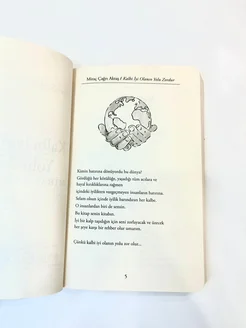 Miraç Çağrı Aktaş / Kalbi İyi Olanın Yolu Zordur
Kimin hatırına dönüyordu bu dünya?
Gördüğü her kötülüğe, yaşadığı tüm acılara ve
hayal kırıklıklarına rağmen
içindeki iyilikten vazgeçmeyen insanların hatırına.
Selam olsun içinde iyilik barındıran her kalbe.
O insanlardan biri de sensin.
Bu kitap senin kitabın.
İyi bir kalp taşıdığın için seni zorlayacak ve üzecek
her şeye karşı bir rehber olur umarım.
Çünkü kalbi iyi olanın yolu zor olur...
5